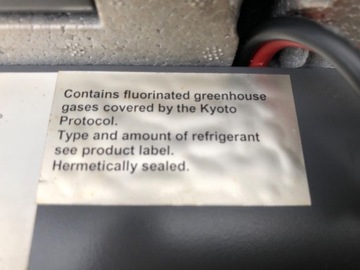 Contains fluorinated greenhouse
gases covered by the Kyoto
Protocol.
Type and amount of refrigerant
see product label.
Hermetically sealed.